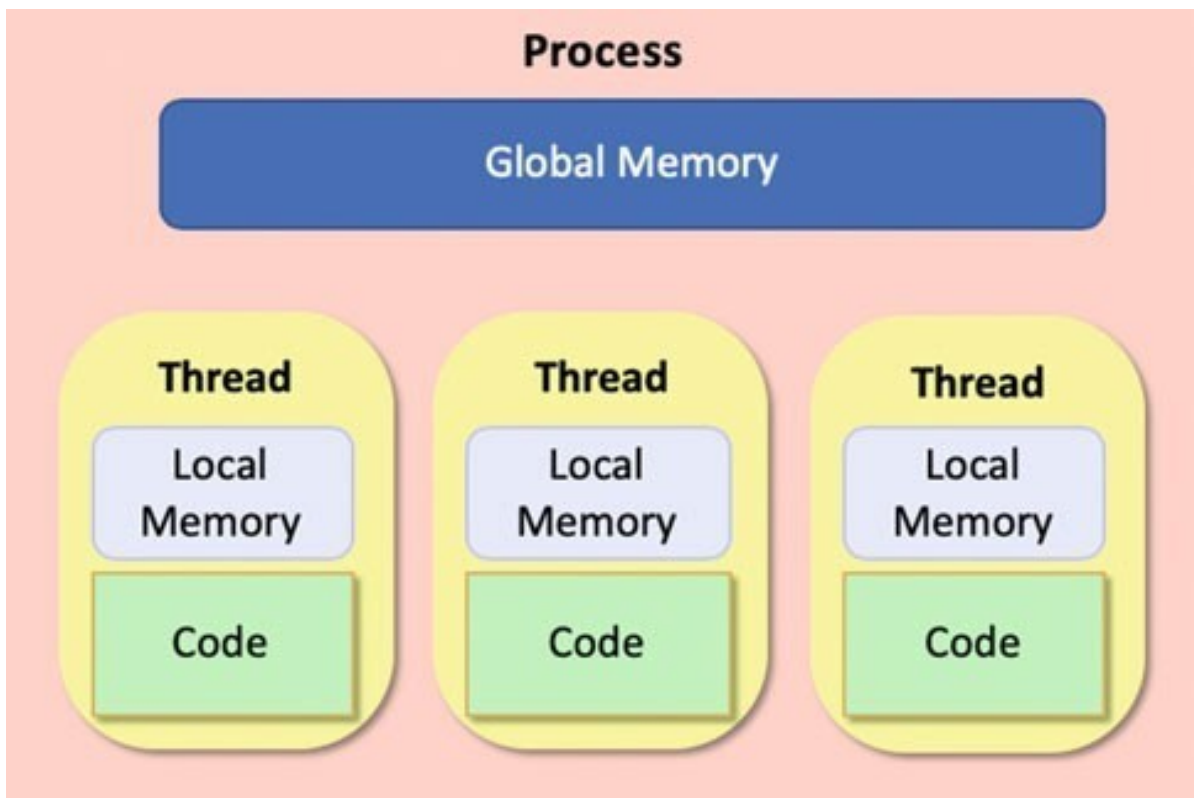 Process
Global Memory
Thread
Local
Memory
Code
Thread
Local
Memory
Code
Thread
Local
Memory
Code